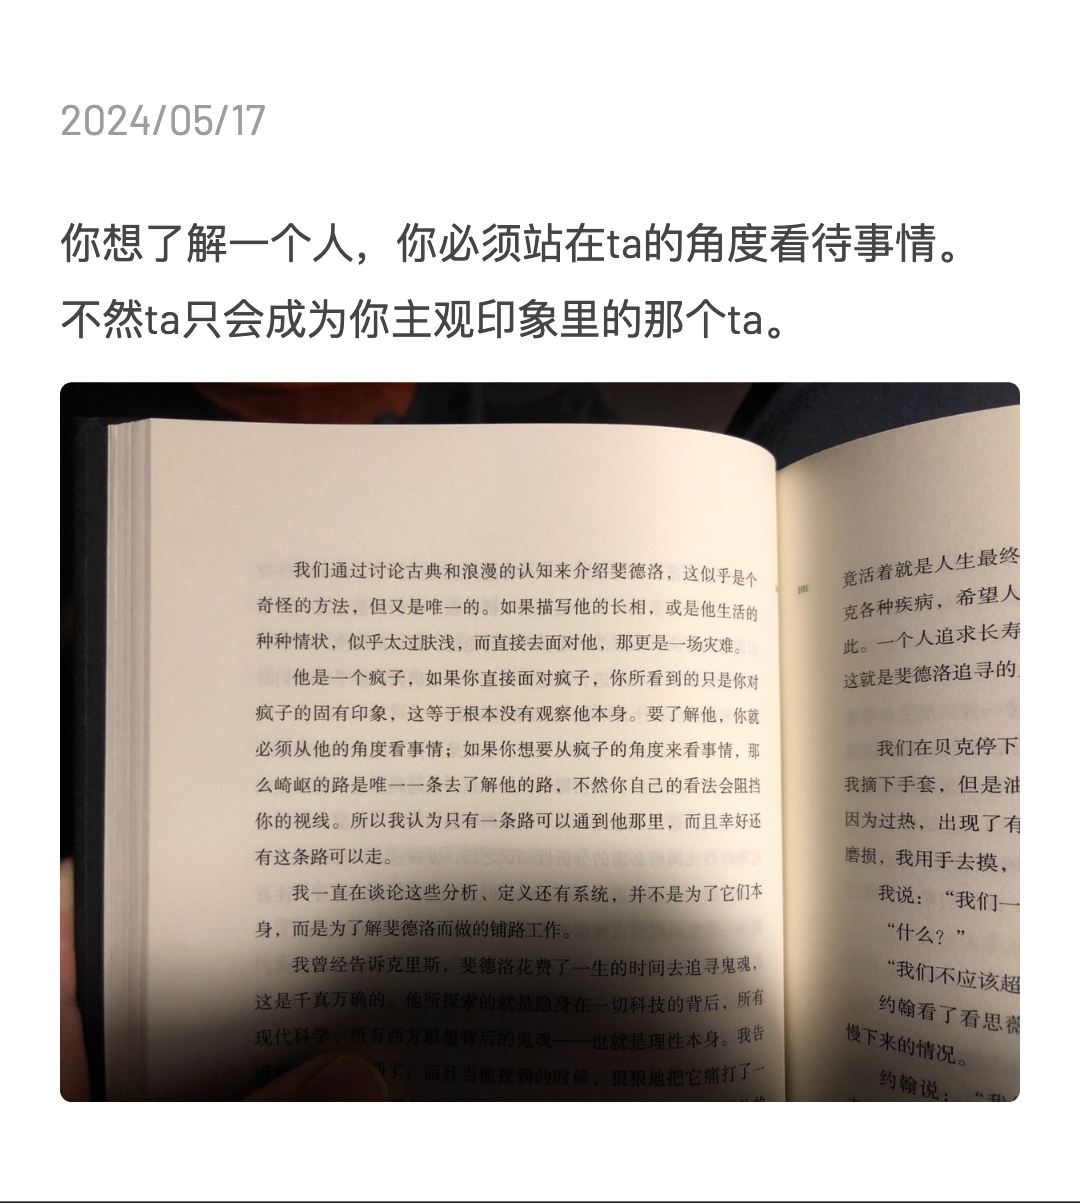 2024/05/17
你想了解一个人，你必须站在ta的角度看待事情。
不然ta只会成为你主观印象里的那个ta。
我们通过讨论古典和浪漫的认知来介绍斐德洛，这似乎是个
奇怪的方法，但又是唯一的。如果描写他的长相，或是他生活的
种种情状，似乎太过肤浅，而直接去面对他，那更是一场灾难。
他是一个疯子，如果你直接面对疯子，你所看到的只是你对
疯子的固有印象，这等于根本没有观察他本身。要了解他，你就
必须从他的角度看事情；如果你想要从疯子的角度来看事情，那
么崎岖的路是唯一一条去了解他的路，不然你自己的看法会阻挡
你的视线。所以我认为只有一条路可以通到他那里，而且幸好还
有这条路可以走。
我一直在谈论这些分析、定义还有系统，并不是为了它们本
身，而是为了解斐德洛而做的铺路工作。
我曾经告诉克里斯，斐德洛花费了一生的时间去追寻鬼魂，
这是千真万确的。他所探索的就是隐身在一切科技的背后，所有
现代科学、所有西方思想背后的鬼魂——也就是理性本身。我告
了，而且当他找到的时候，狠狠地把它痛打了一
101
竟活着就是人生最终
克各种疾病，希望人
此。一个人追求长寿
这就是斐德洛追寻的
我们在贝克停下
我摘下手套，但是油
因为过热，出现了有
磨损，我用手去摸，
我说：“我们一
“什么？”
“我们不应该超
约翰看了看思薇
慢下来的情况。
约翰说：“我